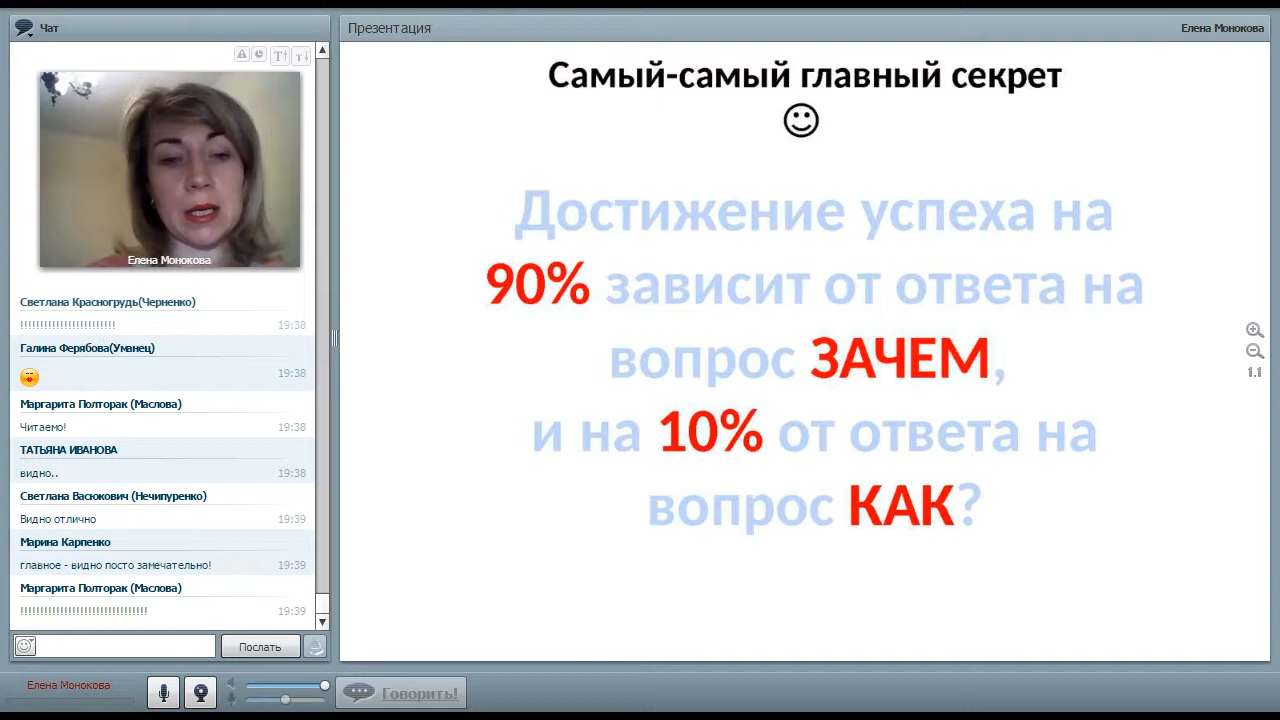 Чат
Презентация
Елена Монокова
Елена Монокова
Светлана Красногрудь(Черненко)
!!!!!!!!!!!!!!!!!!!!!!!! 19:38
Галина Ферябова(Уманец)
19:38
Маргарита Полторак (Маслова)
Читаемо! 19:38
ТАТЬЯНА ИВАНОВА
видно.. 19:38
Светлана Васюкович (Нечипуренко)
Видно отлично 19:39
Марина Карпенко
главное - видно посто замечательно! 19:39
Маргарита Полторак (Маслова)
!!!!!!!!!!!!!!!!!!!!!!!!!!!!!!!! 19:39
Послать
Елена Монокова
Говорить!
Самый-самый главный секрет
Достижение успеха на
90% зависит от ответа на
вопрос ЗАЧЕМ,
и на 10% от ответа на
вопрос КАК?
1.1